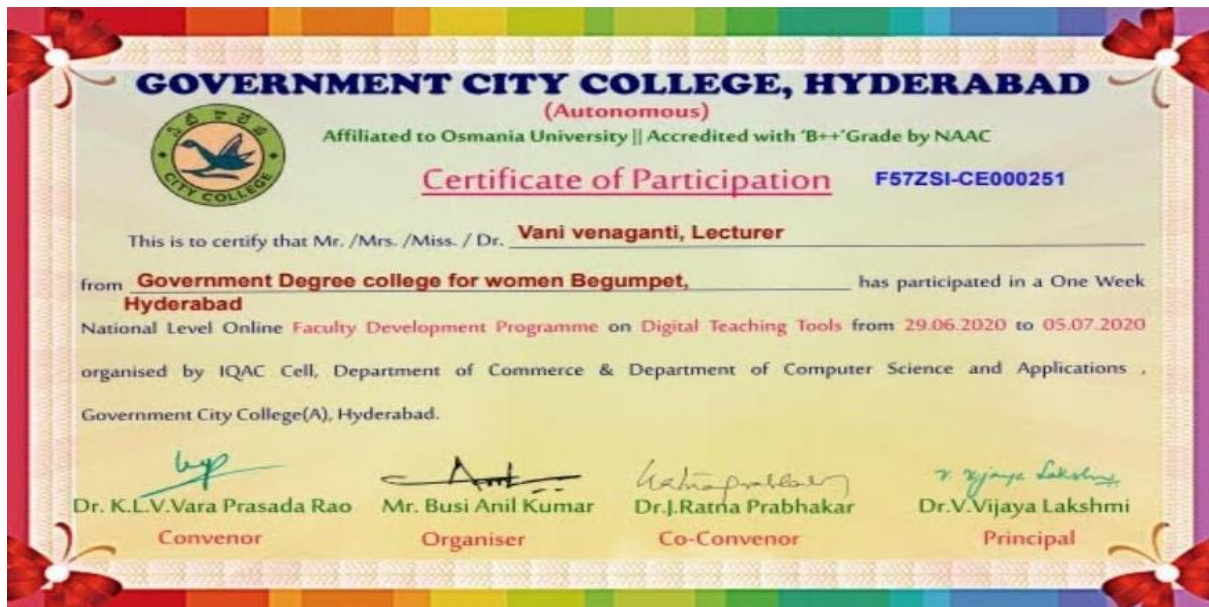 GOVERNMENT CITY COLLEGE, HYDERABAD
(Autonomous)
Affiliated to Osmania University || Accredited with 'B++'Grade by NAAC
CITY COLLEGE
Certificate of Participation F57ZSI-CE000251
This is to certify that Mr. /Mrs. /Miss. / Dr. Vani venaganti, Lecturer
from Government Degree college for women Begumpet, has participated in a One Week
Hyderabad
National Level Online Faculty Development Programme on Digital Teaching Tools from 29.06.2020 to 05.07.2020
organised by IQAC Cell, Department of Commerce & Department of Computer Science and Applications ,
Government City College(A), Hyderabad.
V. Vijaya Lakshmi
Dr. K.L.V.Vara Prasada Rao Mr. Busi Anil Kumar Dr.J.Ratna Prabhakar Dr.V.Vijaya Lakshmi
Convenor Organiser Co-Convenor Principal